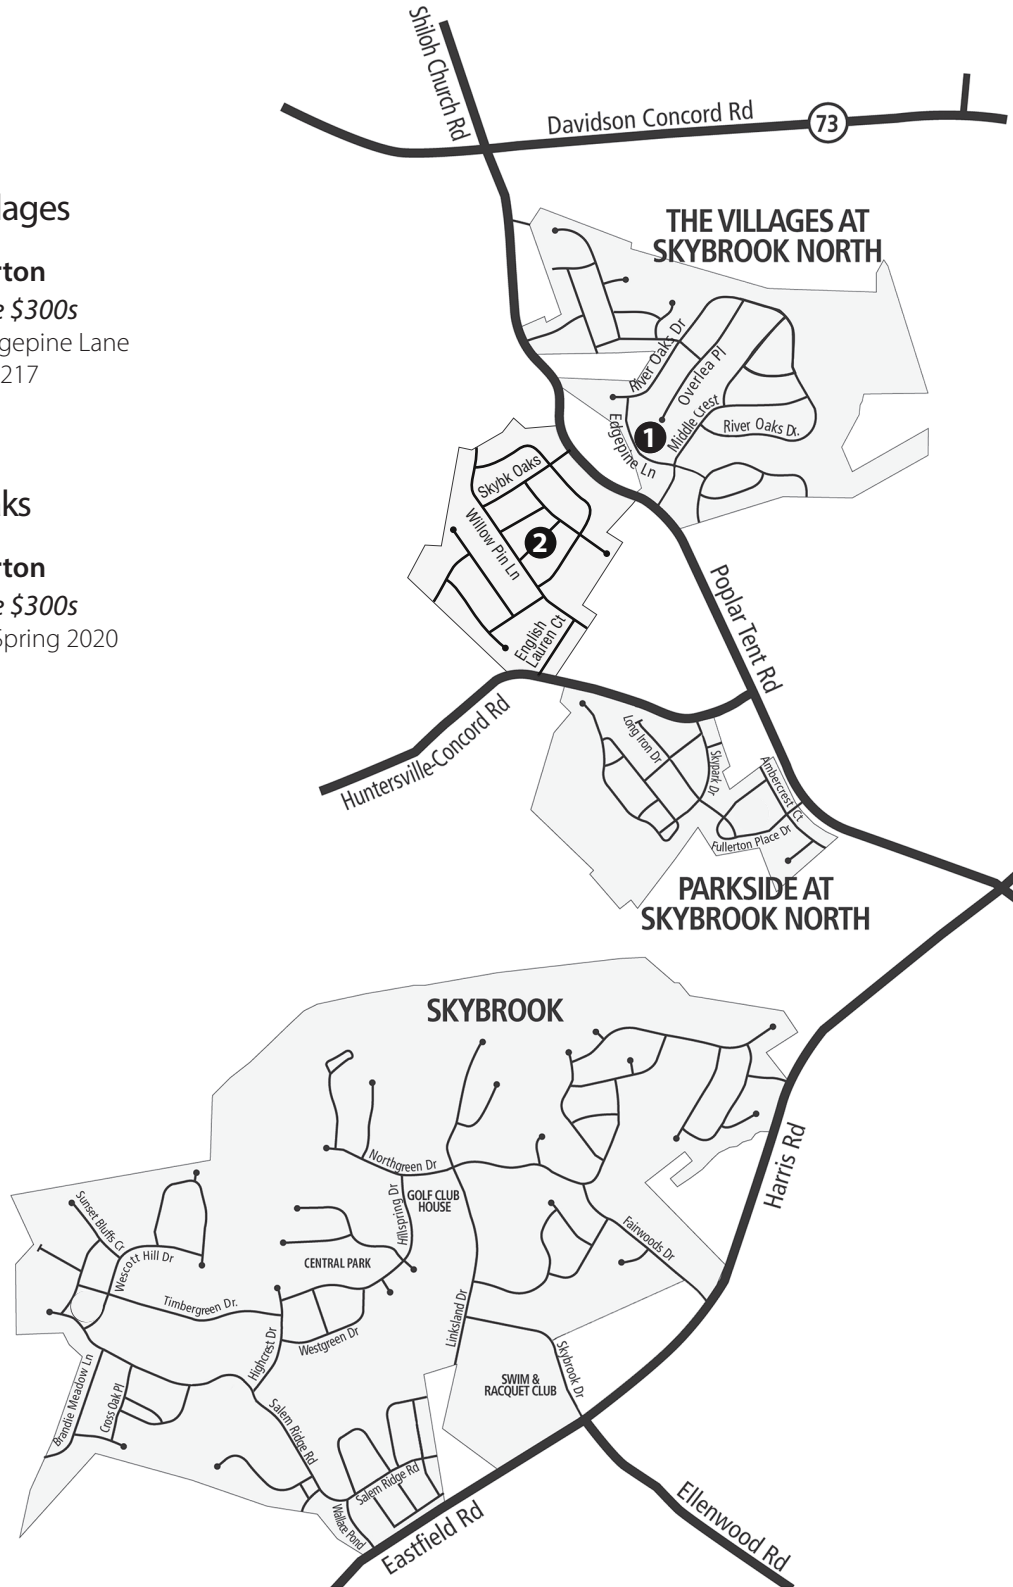 lages
rton
e $300s
gepine Lane
217
ks
rton
e $300s
Spring 2020
Shiloh Church Rd
Davidson Concord Rd
73
THE VILLAGES AT
SKYBROOK NORTH
River Oaks Dr
Overlea Pl
Middle Crest
River Oaks Dr.
Edgepine Ln
1
Skybk Oaks
Willow Pin Ln
2
English
Lauren Ct
Poplar Tent Rd
Huntersville-Concord Rd
Long Iron Dr
Skypark Dr
Ambercrest Ct
Fullerton Place Dr
PARKSIDE AT
SKYBROOK NORTH
SKYBROOK
Northgreen Dr
GOLF CLUB
HOUSE
Hillspring Dr
CENTRAL PARK
Sunset Bluffs Cr
Wescott Hill Dr
Timbergreen Dr.
Highcrest Dr
Westgreen Dr
Linksland Dr
Fairwoods Dr
Harris Rd
Skybrook Dr
SWIM &
RACQUET CLUB
Brandie Meadow Ln
Cross Oak Pl
Salem Ridge Rd
Salem Ridge Rd
Wallace Pond
Eastfield Rd
Ellenwood Rd